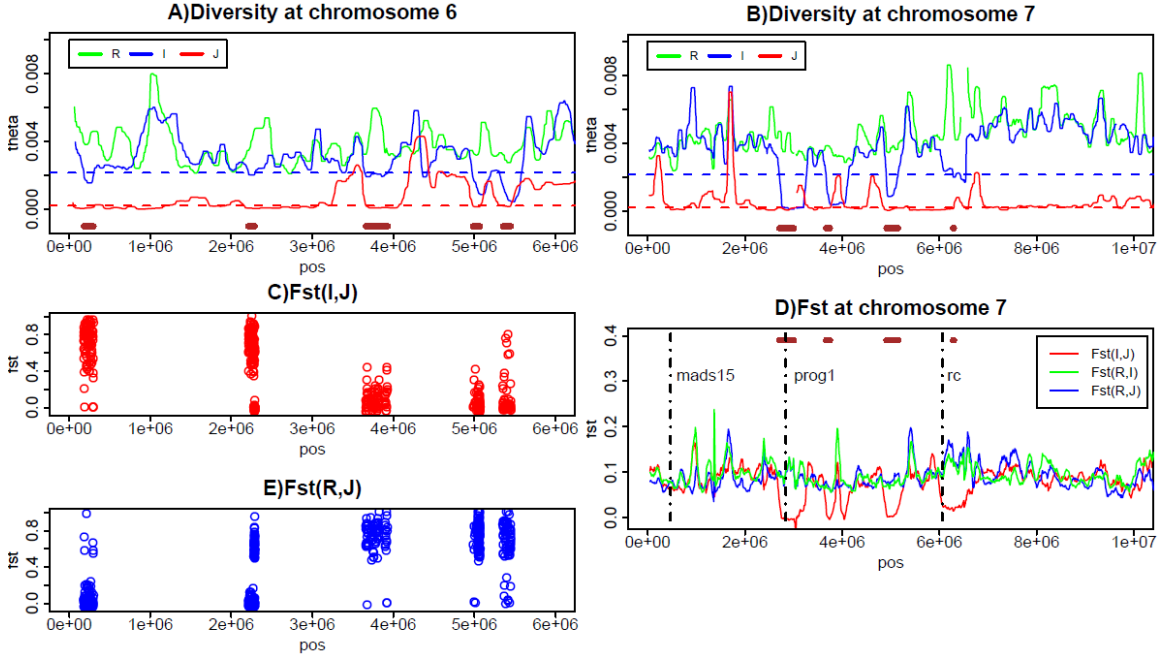 A)Diversity at chromosome 6
theta
0.000 0.004 0.008
R I J
0e+00 1e+06 2e+06 3e+06 4e+06 5e+06 6e+06
pos
B)Diversity at chromosome 7
theta
0.000 0.004 0.008
R I J
0e+00 2e+06 4e+06 6e+06 8e+06 1e+07
pos
C)Fst(I,J)
fst
0.0 0.4 0.8
0e+00 1e+06 2e+06 3e+06 4e+06 5e+06 6e+06
D)Fst at chromosome 7
fst
0.0 0.1 0.2 0.3 0.4
mads15 prog1 rc
Fst(I,J)
Fst(R,I)
Fst(R,J)
0e+00 2e+06 4e+06 6e+06 8e+06 1e+07
pos
E)Fst(R,J)
fst
0.0 0.4 0.8
0e+00 1e+06 2e+06 3e+06 4e+06 5e+06 6e+06
pos